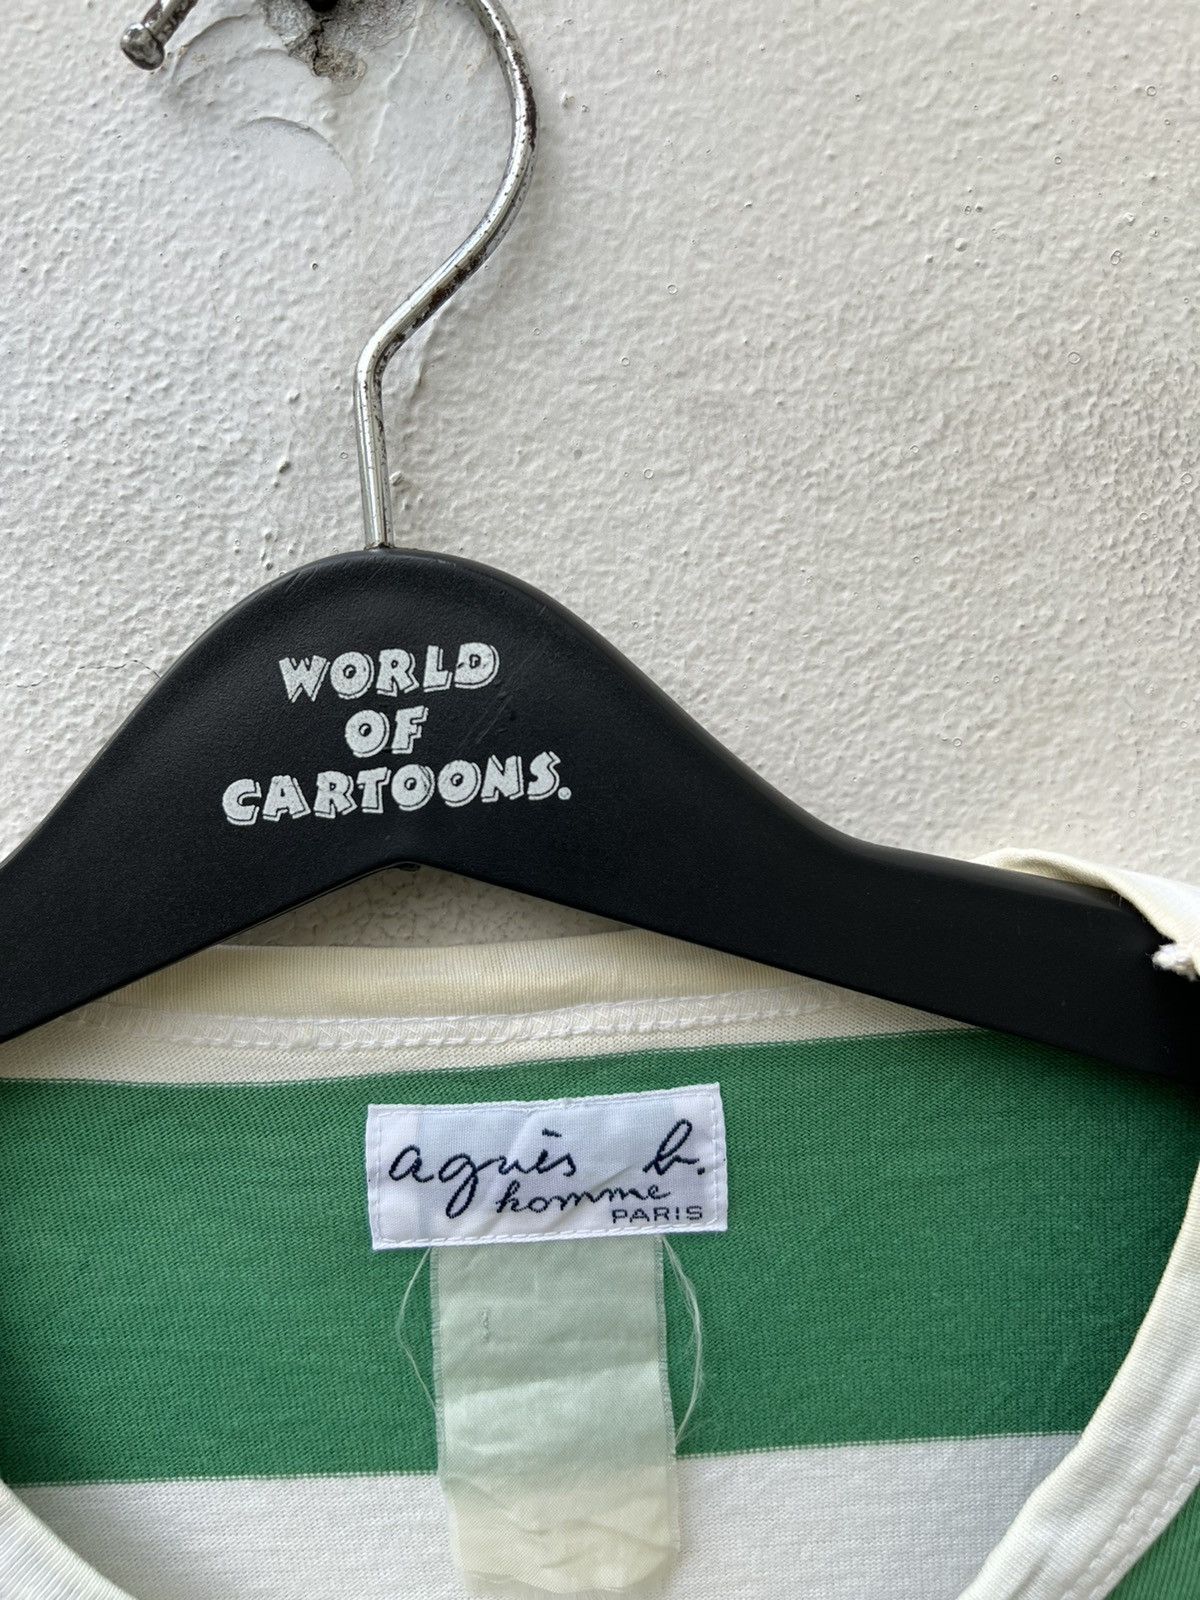 WORLD
OF
CARTOONS.
agnès b.
homme
PARIS